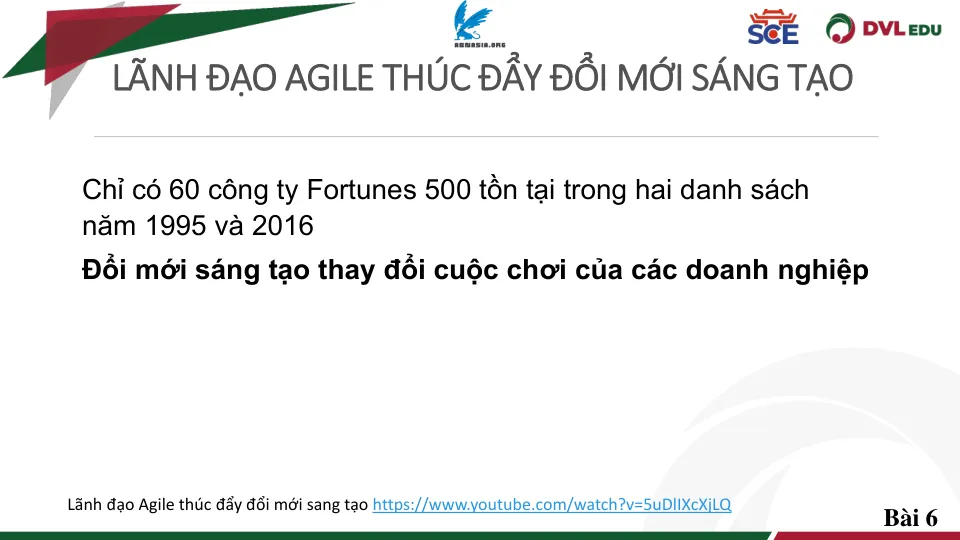 ABNASIA.ORG
SCE
DVL EDU
LÃNH ĐẠO AGILE THÚC ĐẨY ĐỔI MỚI SÁNG TẠO
Chỉ có 60 công ty Fortunes 500 tồn tại trong hai danh sách
năm 1995 và 2016
Đổi mới sáng tạo thay đổi cuộc chơi của các doanh nghiệp
Lãnh đạo Agile thúc đẩy đổi mới sang tạo https://www.youtube.com/watch?v=5uDlIXcXjLQ
Bài 6